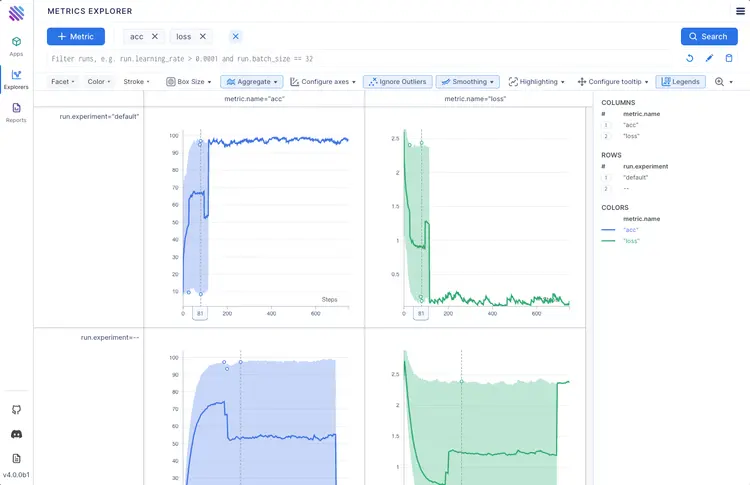 METRICS EXPLORER
+ Metric
acc ×
loss ×
×
Search
Filter runs, e.g. run.learning_rate > 0.0001 and run.batch_size == 32
Apps
Explorers
Reports
v4.0.0b1
Facet
Color
Stroke
Box Size
Aggregate
Configure axes
Ignore Outliers
Smoothing
Highlighting
Configure tooltip
Legends
metric.name="acc"
metric.name="loss"
run.experiment="default"
100
90
80
70
60
50
40
30
20
10
0
81
200
400
600
Steps
2.5
2
1.5
1
0.5
0
81
200
400
600
run.experiment=--
100
90
80
70
60
50
40
30
2.5
2
1.5
1
COLUMNS
# metric.name
1 "acc"
2 "loss"
ROWS
# run.experiment
1 "default"
2 --
COLORS
metric.name
"acc"
"loss"